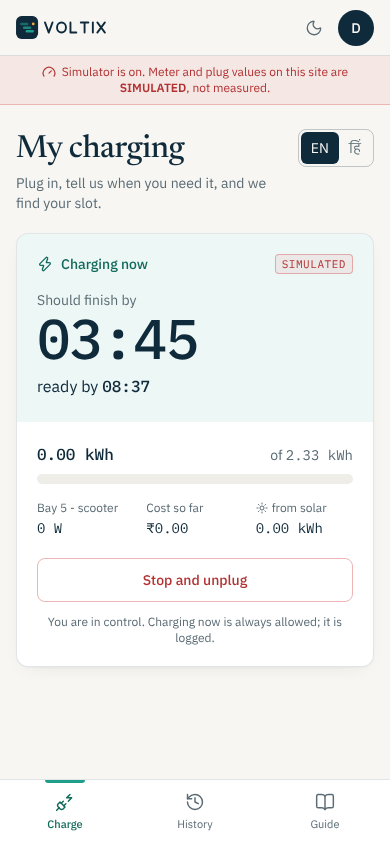 VOLTIX
D
Simulator is on. Meter and plug values on this site are
SIMULATED, not measured.
My charging
EN
हिं
Plug in, tell us when you need it, and we
find your slot.
Charging now
SIMULATED
Should finish by
03:45
ready by 08:37
0.00 kWh
of 2.33 kWh
Bay 5 - scooter
Cost so far
from solar
0 W
₹0.00
0.00 kWh
Stop and unplug
You are in control. Charging now is always allowed; it is
logged.
Charge
History
Guide